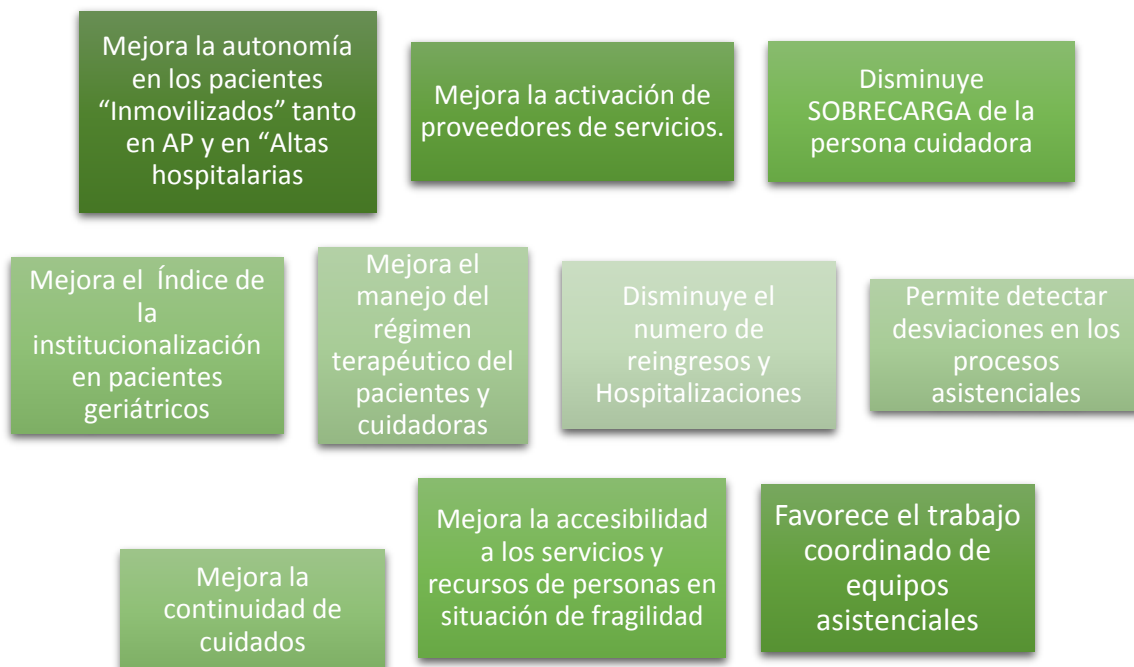 Mejora la autonomía
en los pacientes
“Inmovilizados” tanto
en AP y en “Altas
hospitalarias
Mejora la activación de
proveedores de servicios.
Disminuye
SOBRECARGA de la
persona cuidadora
Mejora el Índice de
la
institucionalización
en pacientes
geriátricos
Mejora el
manejo del
régimen
terapéutico del
pacientes y
cuidadoras
Disminuye el
numero de
reingresos y
Hospitalizaciones
Permite detectar
desviaciones en los
procesos
asistenciales
Mejora la
continuidad de
cuidados
Mejora la accesibilidad
a los servicios y
recursos de personas en
situación de fragilidad
Favorece el trabajo
coordinado de
equipos
asistenciales